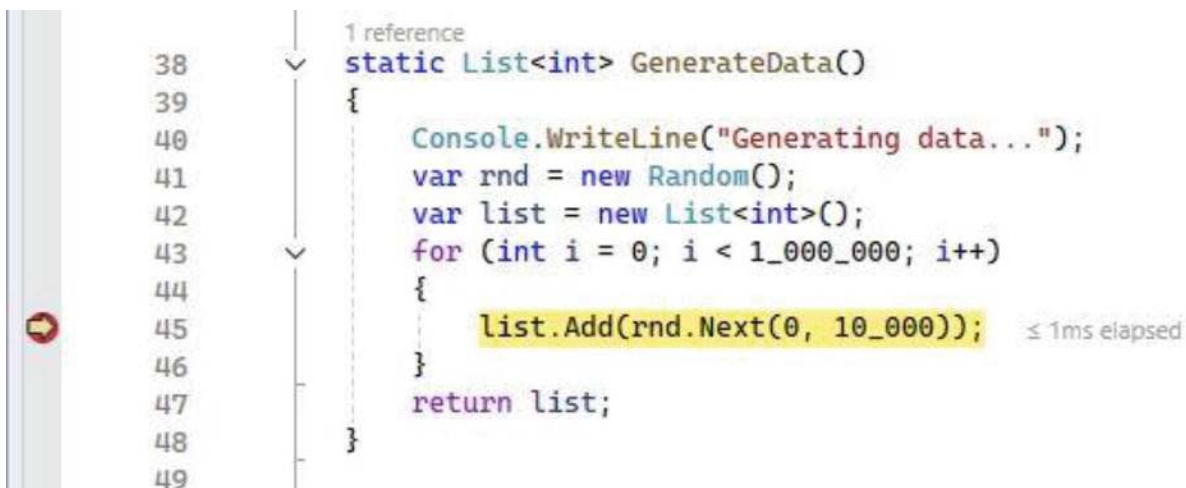 1 reference
38 static List<int> GenerateData()
39 {
40 Console.WriteLine("Generating data...");
41 var rnd = new Random();
42 var list = new List<int>();
43 for (int i = 0; i < 1_000_000; i++)
44 {
45 list.Add(rnd.Next(0, 10_000)); ≤ 1ms elapsed
46 }
47 return list;
48 }
49